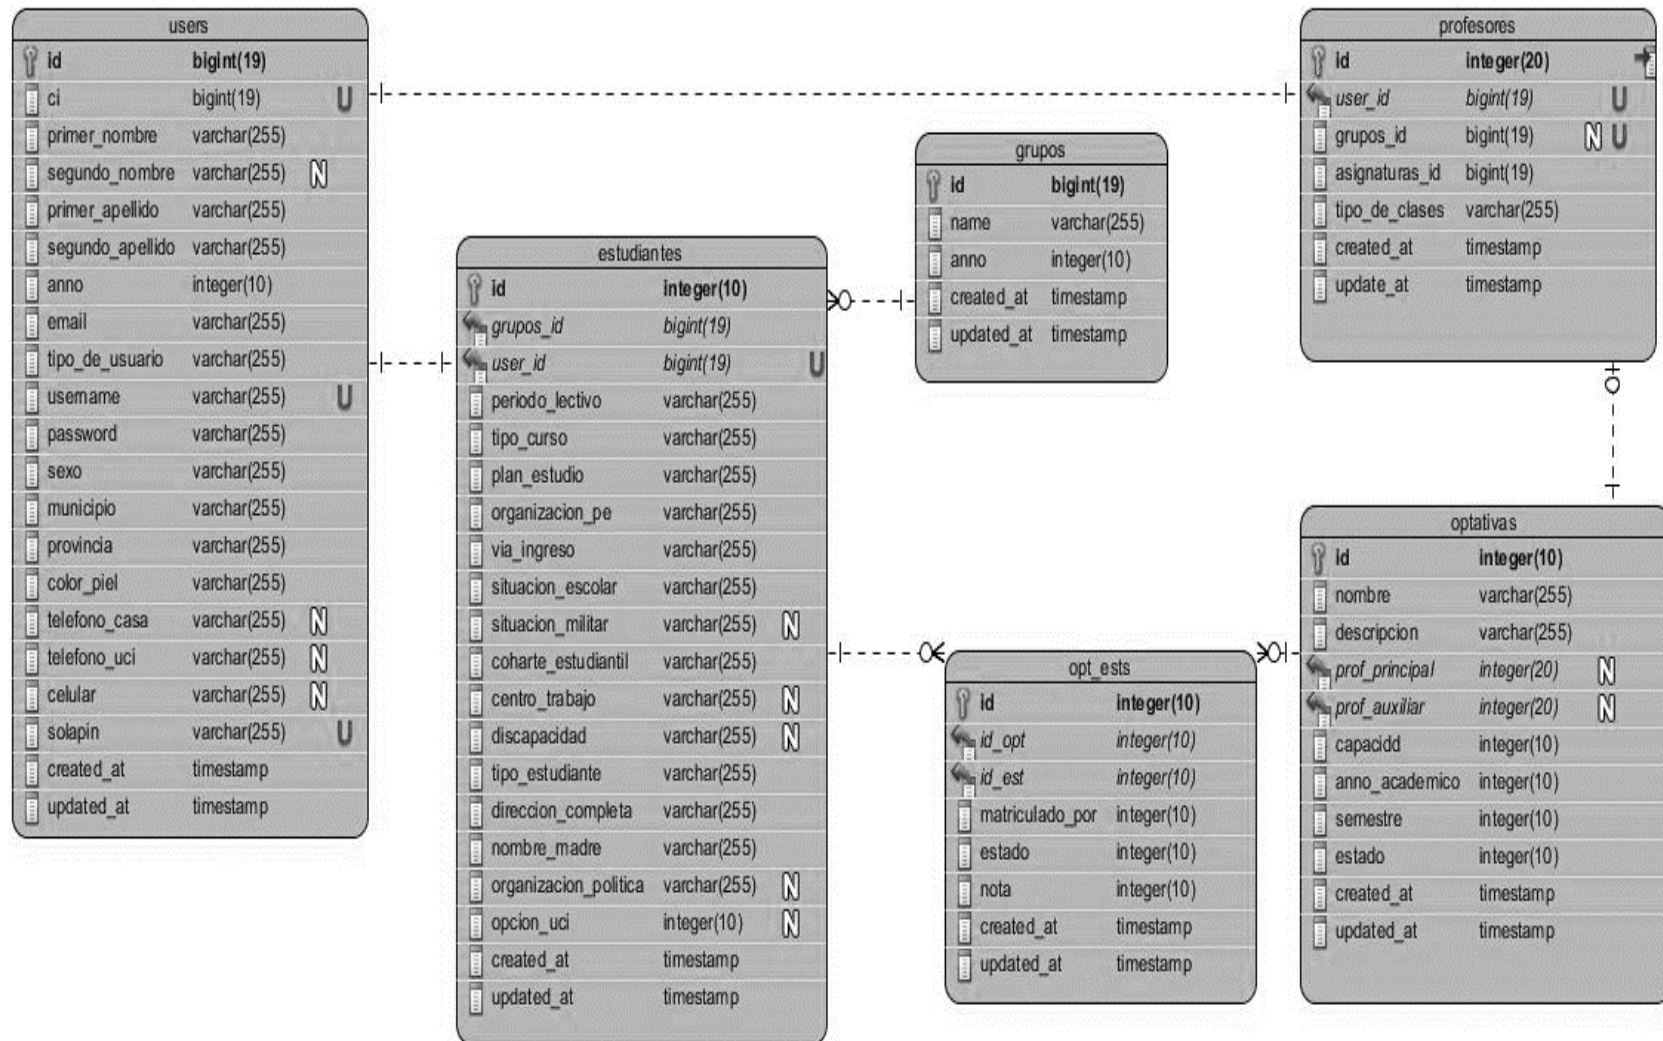 users
id bigint(19)
ci bigint(19) U
primer_nombre varchar(255)
segundo_nombre varchar(255) N
primer_apellido varchar(255)
segundo_apellido varchar(255)
anno integer(10)
email varchar(255)
tipo_de_usuario varchar(255)
username varchar(255) U
password varchar(255)
sexo varchar(255)
municipio varchar(255)
provincia varchar(255)
color_piel varchar(255)
telefono_casa varchar(255) N
telefono_uci varchar(255) N
celular varchar(255) N
solapin varchar(255) U
created_at timestamp
updated_at timestamp
estudiantes
id integer(10)
grupos_id bigint(19)
user_id bigint(19) U
periodo_lectivo varchar(255)
tipo_curso varchar(255)
plan_estudio varchar(255)
organizacion_pe varchar(255)
via_ingreso varchar(255)
situacion_escolar varchar(255)
situacion_militar varchar(255) N
coharte_estudiantil varchar(255)
centro_trabajo varchar(255) N
discapacidad varchar(255) N
tipo_estudiante varchar(255)
direccion_completa varchar(255)
nombre_madre varchar(255)
organizacion_politica varchar(255) N
opcion_uci integer(10) N
created_at timestamp
updated_at timestamp
grupos
id bigint(19)
name varchar(255)
anno integer(10)
created_at timestamp
updated_at timestamp
opt_ests
id integer(10)
id_opt integer(10)
id_est integer(10)
matriculado_por integer(10)
estado integer(10)
nota integer(10)
created_at timestamp
updated_at timestamp
profesores
id integer(20)
user_id bigint(19) U
grupos_id bigint(19) N U
asignaturas_id bigint(19)
tipo_de_clases varchar(255)
created_at timestamp
update_at timestamp
optativas
id integer(10)
nombre varchar(255)
descripcion varchar(255)
prof_principal integer(20) N
prof_auxiliar integer(20) N
capacidd integer(10)
anno_academico integer(10)
semestre integer(10)
estado integer(10)
created_at timestamp
updated_at timestamp